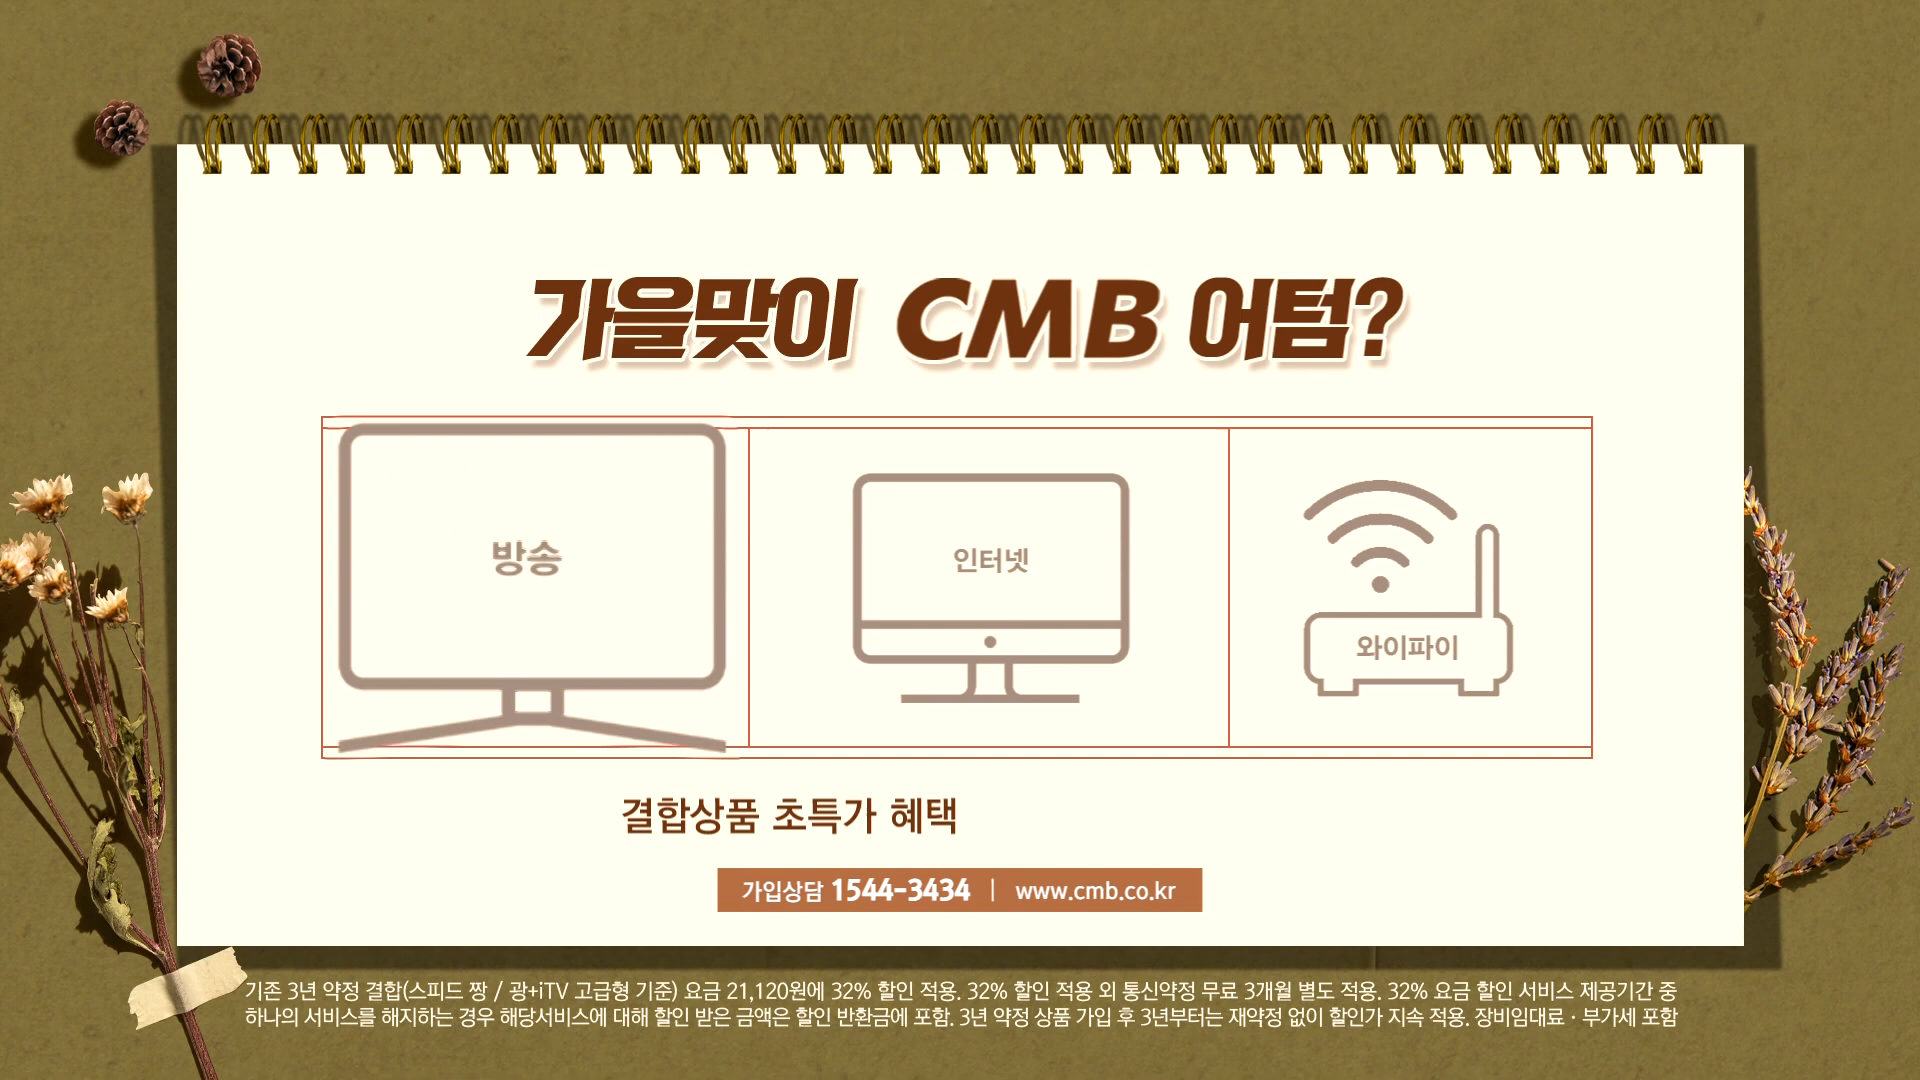 가을맞이 CMB 어텀?
방송
인터넷
와이파이
결합상품 초특가 혜택
가입상담 1544-3434 | www.cmb.co.kr
기존 3년 약정 결합(스피드 짱 / 광+iTV 고급형 기준) 요금 21,120원에 32% 할인 적용. 32% 할인 적용 외 통신약정 무료 3개월 별도 적용. 32% 요금 할인 서비스 제공기간 중
하나의 서비스를 해지하는 경우 해당서비스에 대해 할인 받은 금액은 할인 반환금에 포함. 3년 약정 상품 가입 후 3년부터는 재약정 없이 할인가 지속 적용. 장비임대료 · 부가세 포함